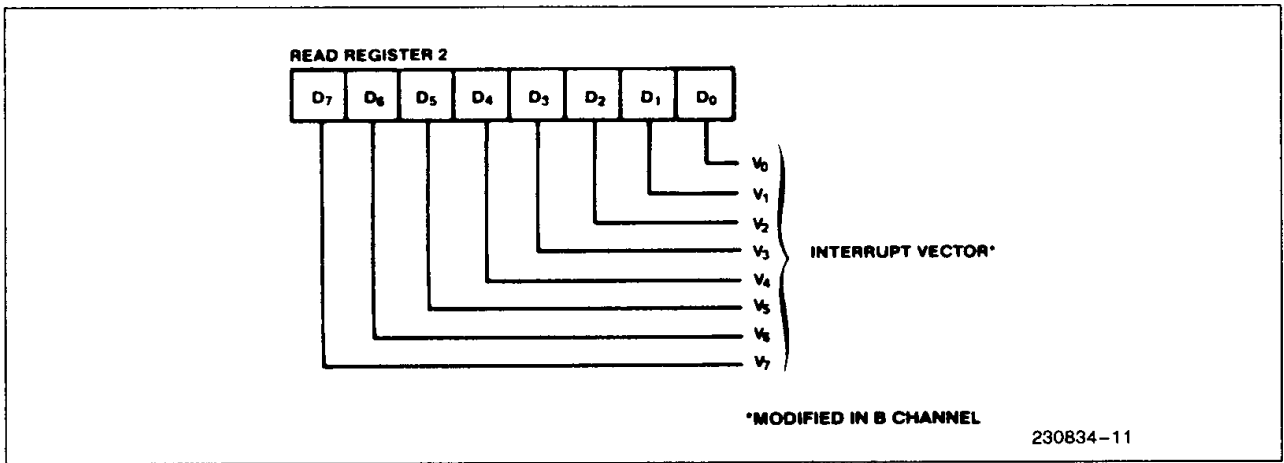 READ REGISTER 2
D7 D6 D5 D4 D3 D2 D1 D0
V0
V1
V2
V3 INTERRUPT VECTOR*
V4
V5
V6
V7
*MODIFIED IN B CHANNEL
230834-11